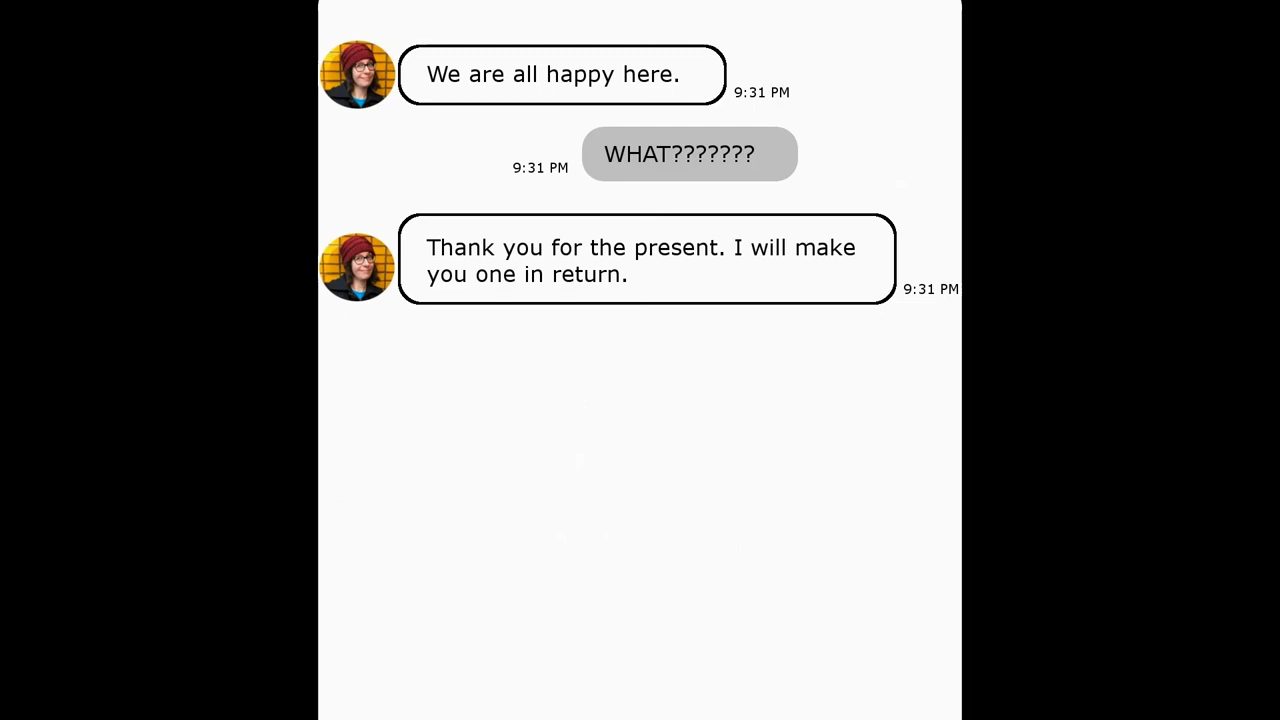 We are all happy here.
9:31 PM
WHAT???????
9:31 PM
Thank you for the present. I will make
you one in return.
9:31 PM